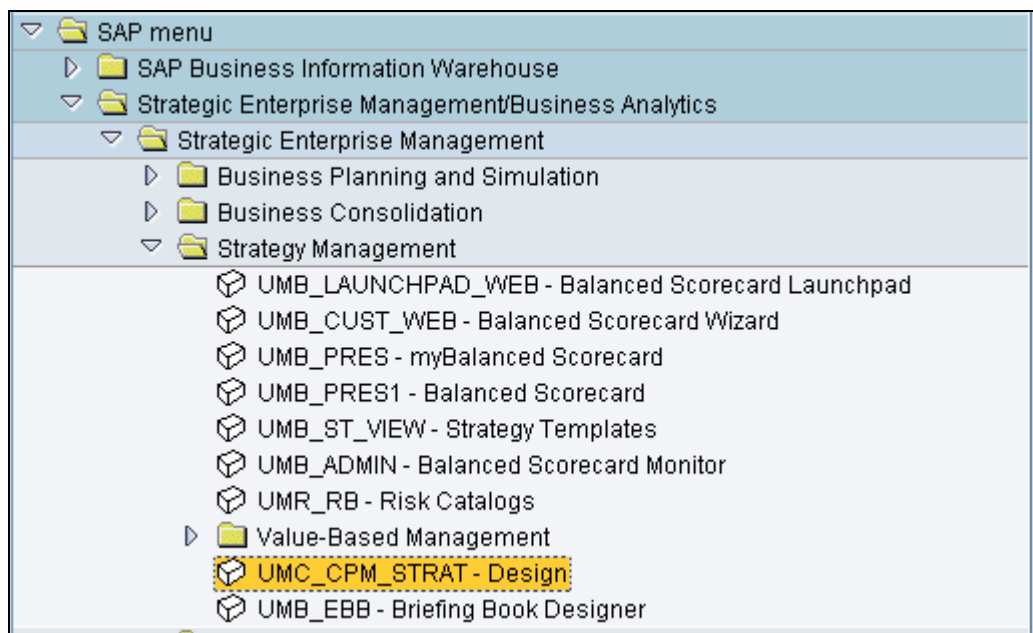 SAP menu
SAP Business Information Warehouse
Strategic Enterprise Management/Business Analytics
Strategic Enterprise Management
Business Planning and Simulation
Business Consolidation
Strategy Management
UMB_LAUNCHPAD_WEB - Balanced Scorecard Launchpad
UMB_CUST_WEB - Balanced Scorecard Wizard
UMB_PRES - myBalanced Scorecard
UMB_PRES1 - Balanced Scorecard
UMB_ST_VIEW - Strategy Templates
UMB_ADMIN - Balanced Scorecard Monitor
UMR_RB - Risk Catalogs
Value-Based Management
UMC_CPM_STRAT - Design
UMB_EBB - Briefing Book Designer